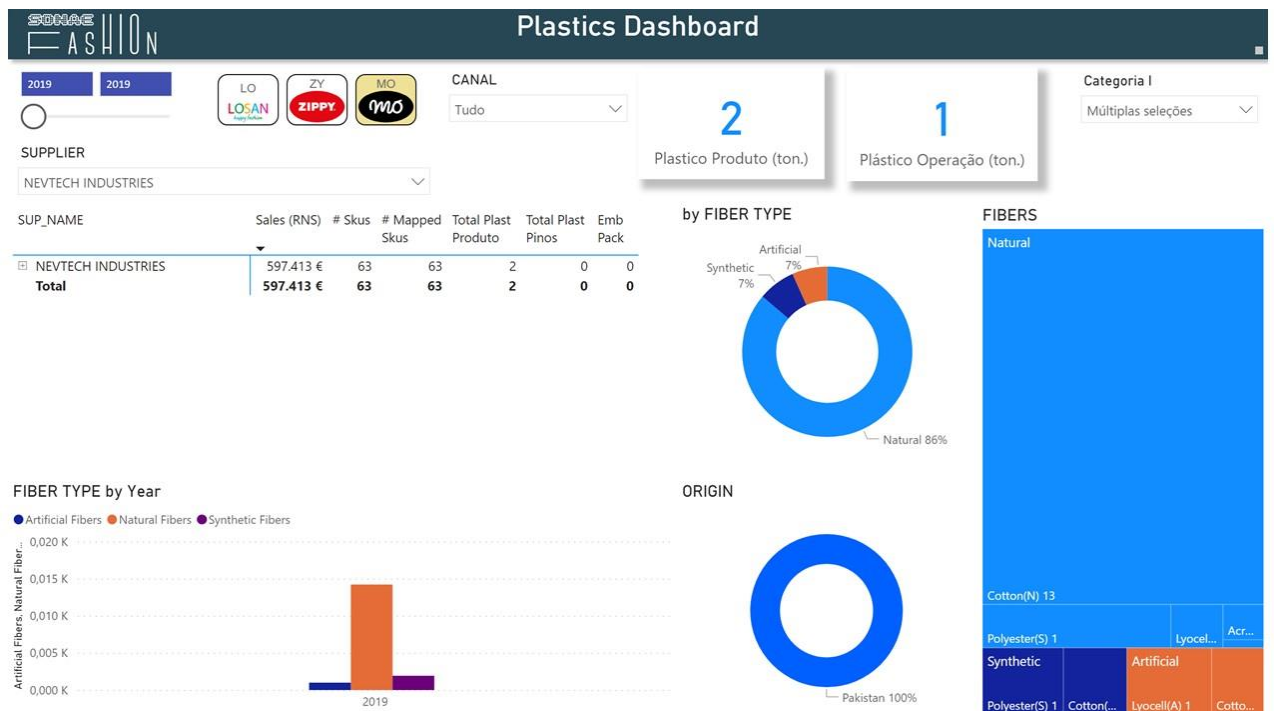 SONAE
FASHION
Plastics Dashboard
2019 2019
LO
LOSAN
happy fashion
ZY
ZIPPY.
MO
mó
CANAL
Tudo
2
Plastico Produto (ton.)
1
Plástico Operação (ton.)
Categoria I
Múltiplas seleções
SUPPLIER
NEVTECH INDUSTRIES
SUP_NAME Sales (RNS) # Skus # Mapped Skus Total Plast Produto Total Plast Pinos Emb Pack
NEVTECH INDUSTRIES 597.413 € 63 63 2 0 0
Total 597.413 € 63 63 2 0 0
by FIBER TYPE
Artificial
7%
Synthetic
7%
Natural 86%
FIBERS
Natural
Cotton(N) 13
Polyester(S) 1
Lyocel...
Acr...
Synthetic
Polyester(S) 1
Cotton(...
Artificial
Lyocell(A) 1
Cotto...
FIBER TYPE by Year
Artificial Fibers Natural Fibers Synthetic Fibers
Artificial Fibers, Natural Fiber...
0,020 K
0,015 K
0,010 K
0,005 K
0,000 K
2019
ORIGIN
Pakistan 100%